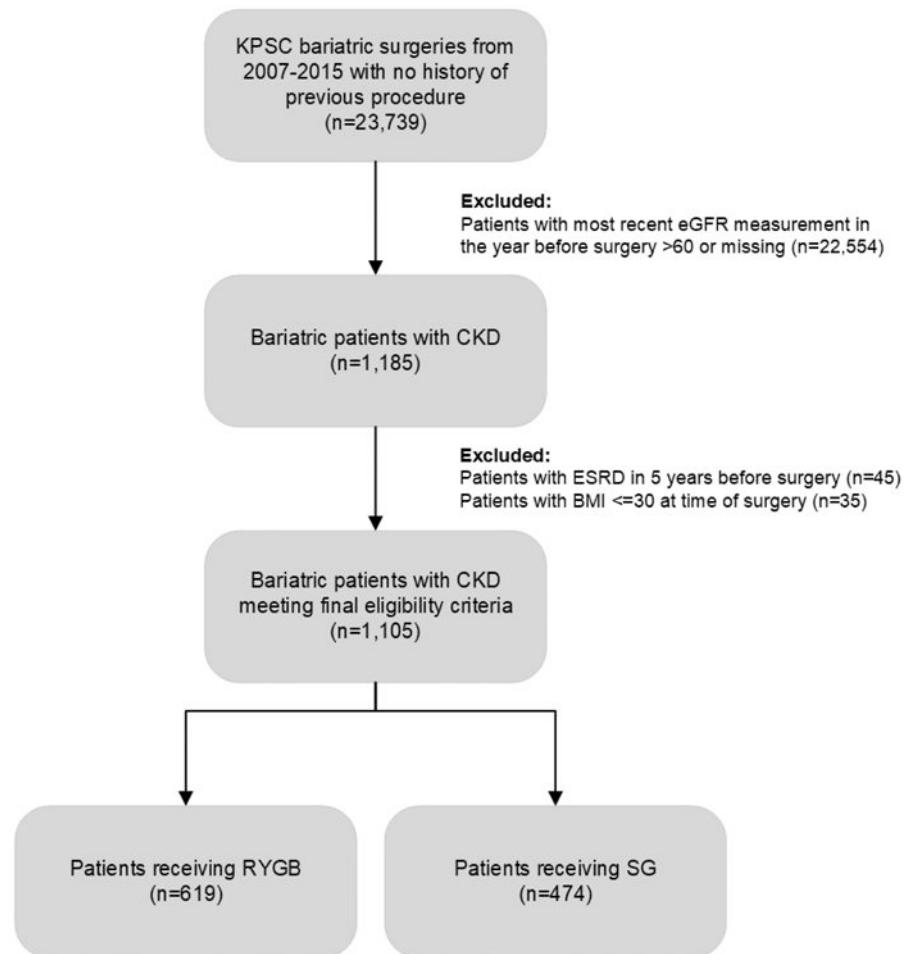 KPSC bariatric surgeries from
2007-2015 with no history of
previous procedure
(n=23,739)
Excluded:
Patients with most recent eGFR measurement in
the year before surgery >60 or missing (n=22,554)
Bariatric patients with CKD
(n=1,185)
Excluded:
Patients with ESRD in 5 years before surgery (n=45)
Patients with BMI <=30 at time of surgery (n=35)
Bariatric patients with CKD
meeting final eligibility criteria
(n=1,105)
Patients receiving RYGB
(n=619)
Patients receiving SG
(n=474)